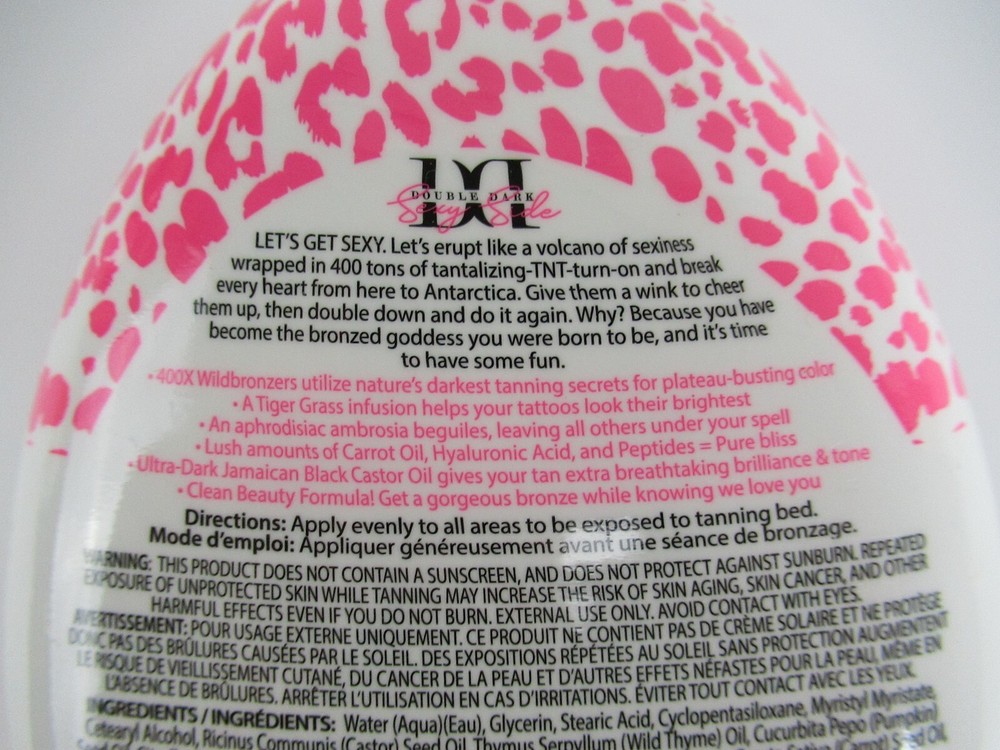 DD
DOUBLE DARK
Sexy Side
LET'S GET SEXY. Let's erupt like a volcano of sexiness
wrapped in 400 tons of tantalizing-TNT-turn-on and break
every heart from here to Antarctica. Give them a wink to cheer
them up, then double down and do it again. Why? Because you have
become the bronzed goddess you were born to be, and it's time
to have some fun.
• 400X Wildbronzers utilize nature's darkest tanning secrets for plateau-busting color
• A Tiger Grass infusion helps your tattoos look their brightest
• An aphrodisiac ambrosia beguiles, leaving all others under your spell
• Lush amounts of Carrot Oil, Hyaluronic Acid, and Peptides = Pure bliss
• Ultra-Dark Jamaican Black Castor Oil gives your tan extra breathtaking brilliance & tone
• Clean Beauty Formula! Get a gorgeous bronze while knowing we love you
Directions: Apply evenly to all areas to be exposed to tanning bed.
Mode d'emploi: Appliquer généreusement avant une séance de bronzage.
WARNING: THIS PRODUCT DOES NOT CONTAIN A SUNSCREEN, AND DOES NOT PROTECT AGAINST SUNBURN. REPEATED
EXPOSURE OF UNPROTECTED SKIN WHILE TANNING MAY INCREASE THE RISK OF SKIN AGING, SKIN CANCER, AND OTHER
HARMFUL EFFECTS EVEN IF YOU DO NOT BURN. EXTERNAL USE ONLY. AVOID CONTACT WITH EYES.
AVERTISSEMENT: POUR USAGE EXTERNE UNIQUEMENT. CE PRODUIT NE CONTIENT PAS DE CRÈME SOLAIRE ET NE PROTÈGE
DONC PAS DES BRÛLURES CAUSÉES PAR LE SOLEIL. DES EXPOSITIONS RÉPÉTÉES AU SOLEIL SANS PROTECTION AUGMENTENT
LE RISQUE DE VIEILLISSEMENT CUTANÉ, DU CANCER DE LA PEAU ET D'AUTRES EFFETS NÉFASTES POUR LA PEAU, MÊME EN
L'ABSENCE DE BRÛLURES. ARRÊTER L'UTILISATION EN CAS D'IRRITATIONS. ÉVITER TOUT CONTACT AVEC LES YEUX.
INGREDIENTS / INGRÉDIENTS: Water (Aqua)(Eau), Glycerin, Stearic Acid, Cyclopentasiloxane, Myristyl Myristate,
Cetearyl Alcohol, Ricinus Communis (Castor) Seed Oil, Thymus Serpyllum (Wild Thyme) Oil, Cucurbita Pepo (Pumpkin)
Seed Oil,